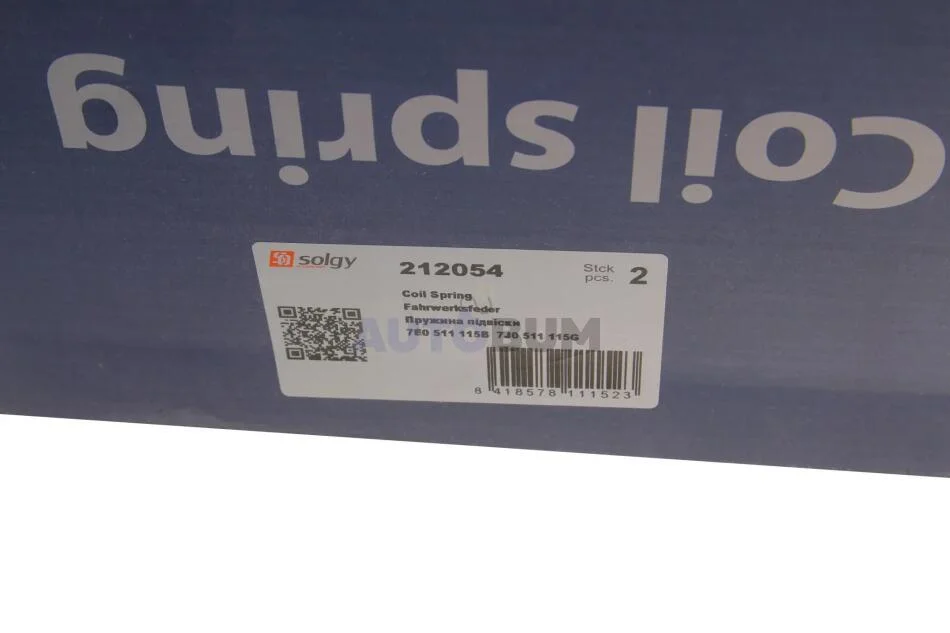 Coil spring
solgy
212054
Stck
pcs.
2
Coil Spring
Fahrwerksfeder
Пружина підвіски
7E0 511 115B 7J0 511 115G
AUTOBUM
8 418578 111523